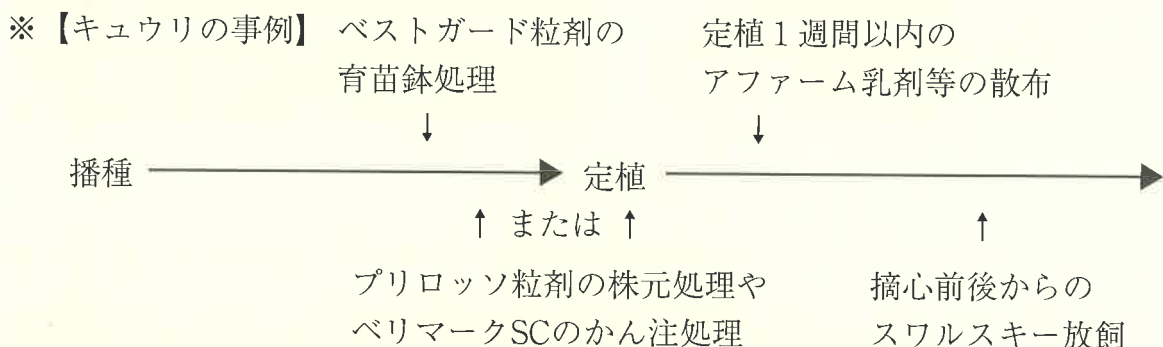 ※【キュウリの事例】 ベストガード粒剤の 定植1週間以内の
育苗鉢処理 アファーム乳剤等の散布
↓ ↓
播種 定植
↑ または ↑ ↑
プリロッソ粒剤の株元処理や 摘心前後からの
ベリマークSCのかん注処理 スワルスキー放飼